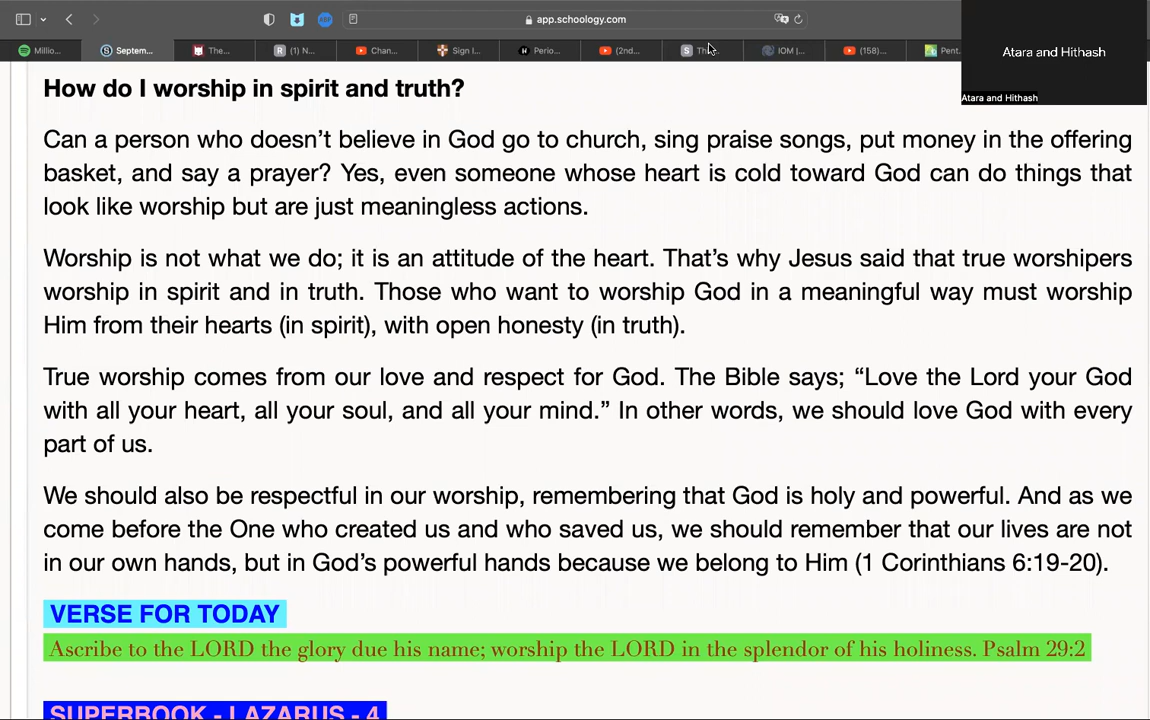 app.schoology.com
Millio...
Septem...
The...
(1) N...
Chan...
Sign I...
Perio...
(2nd...
IOM |...
(158)...
Pent.
Atara and Hithash
Atara and Hithash
How do I worship in spirit and truth?
Can a person who doesn’t believe in God go to church, sing praise songs, put money in the offering
basket, and say a prayer? Yes, even someone whose heart is cold toward God can do things that
look like worship but are just meaningless actions.
Worship is not what we do; it is an attitude of the heart. That’s why Jesus said that true worshipers
worship in spirit and in truth. Those who want to worship God in a meaningful way must worship
Him from their hearts (in spirit), with open honesty (in truth).
True worship comes from our love and respect for God. The Bible says; “Love the Lord your God
with all your heart, all your soul, and all your mind.” In other words, we should love God with every
part of us.
We should also be respectful in our worship, remembering that God is holy and powerful. And as we
come before the One who created us and who saved us, we should remember that our lives are not
in our own hands, but in God’s powerful hands because we belong to Him (1 Corinthians 6:19-20).
VERSE FOR TODAY
Ascribe to the LORD the glory due his name; worship the LORD in the splendor of his holiness. Psalm 29:2
SUPERBOOK - LAZARUS - 4